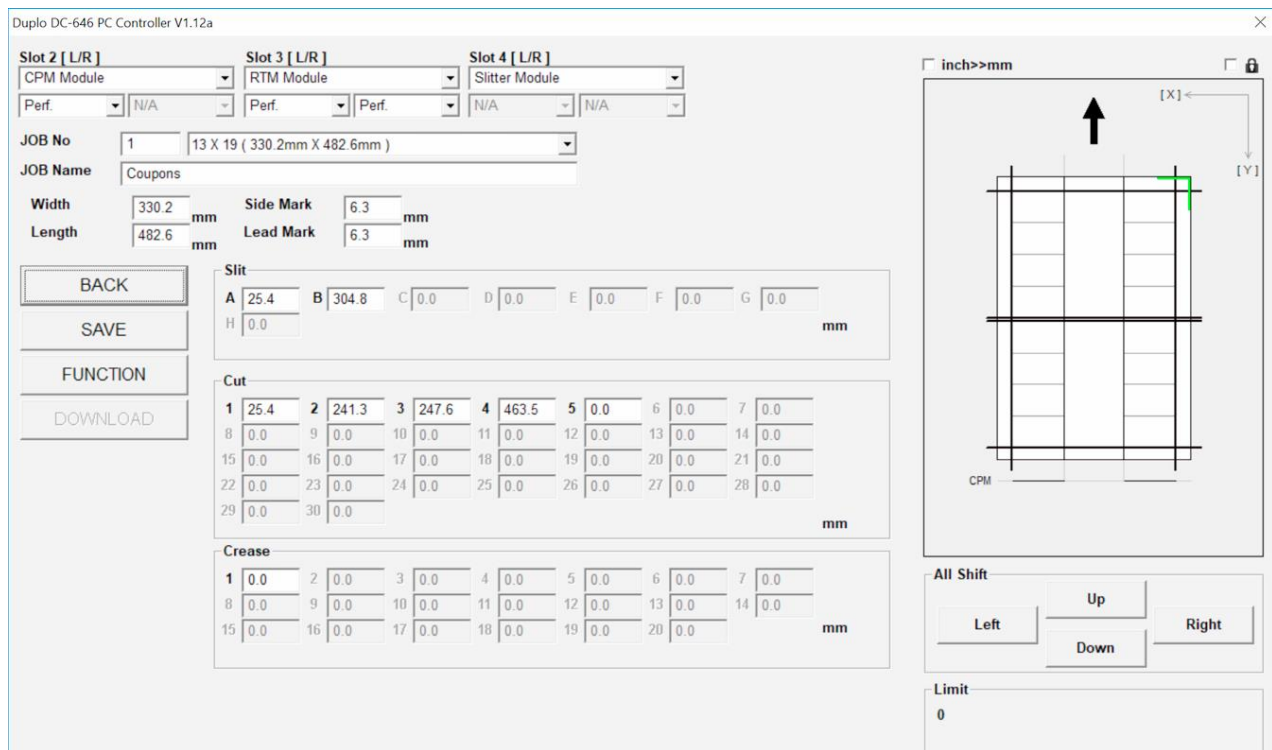 Duplo DC-646 PC Controller V1.12a
Slot 2 [ L/R ] Slot 3 [ L/R ] Slot 4 [ L/R ]
CPM Module RTM Module Slitter Module
Perf. N/A Perf. Perf. N/A N/A
JOB No 1 13 X 19 ( 330.2mm X 482.6mm )
JOB Name Coupons
Width 330.2 mm Side Mark 6.3 mm
Length 482.6 mm Lead Mark 6.3 mm
BACK
SAVE
FUNCTION
DOWNLOAD
Slit
A 25.4 B 304.8 C 0.0 D 0.0 E 0.0 F 0.0 G 0.0
H 0.0 mm
Cut
1 25.4 2 241.3 3 247.6 4 463.5 5 0.0 6 0.0 7 0.0
8 0.0 9 0.0 10 0.0 11 0.0 12 0.0 13 0.0 14 0.0
15 0.0 16 0.0 17 0.0 18 0.0 19 0.0 20 0.0 21 0.0
22 0.0 23 0.0 24 0.0 25 0.0 26 0.0 27 0.0 28 0.0
29 0.0 30 0.0
mm
Crease
1 0.0 2 0.0 3 0.0 4 0.0 5 0.0 6 0.0 7 0.0
8 0.0 9 0.0 10 0.0 11 0.0 12 0.0 13 0.0 14 0.0
15 0.0 16 0.0 17 0.0 18 0.0 19 0.0 20 0.0 mm
inch>>mm
[X]
[Y]
CPM
All Shift
Up
Left Right
Down
Limit
0